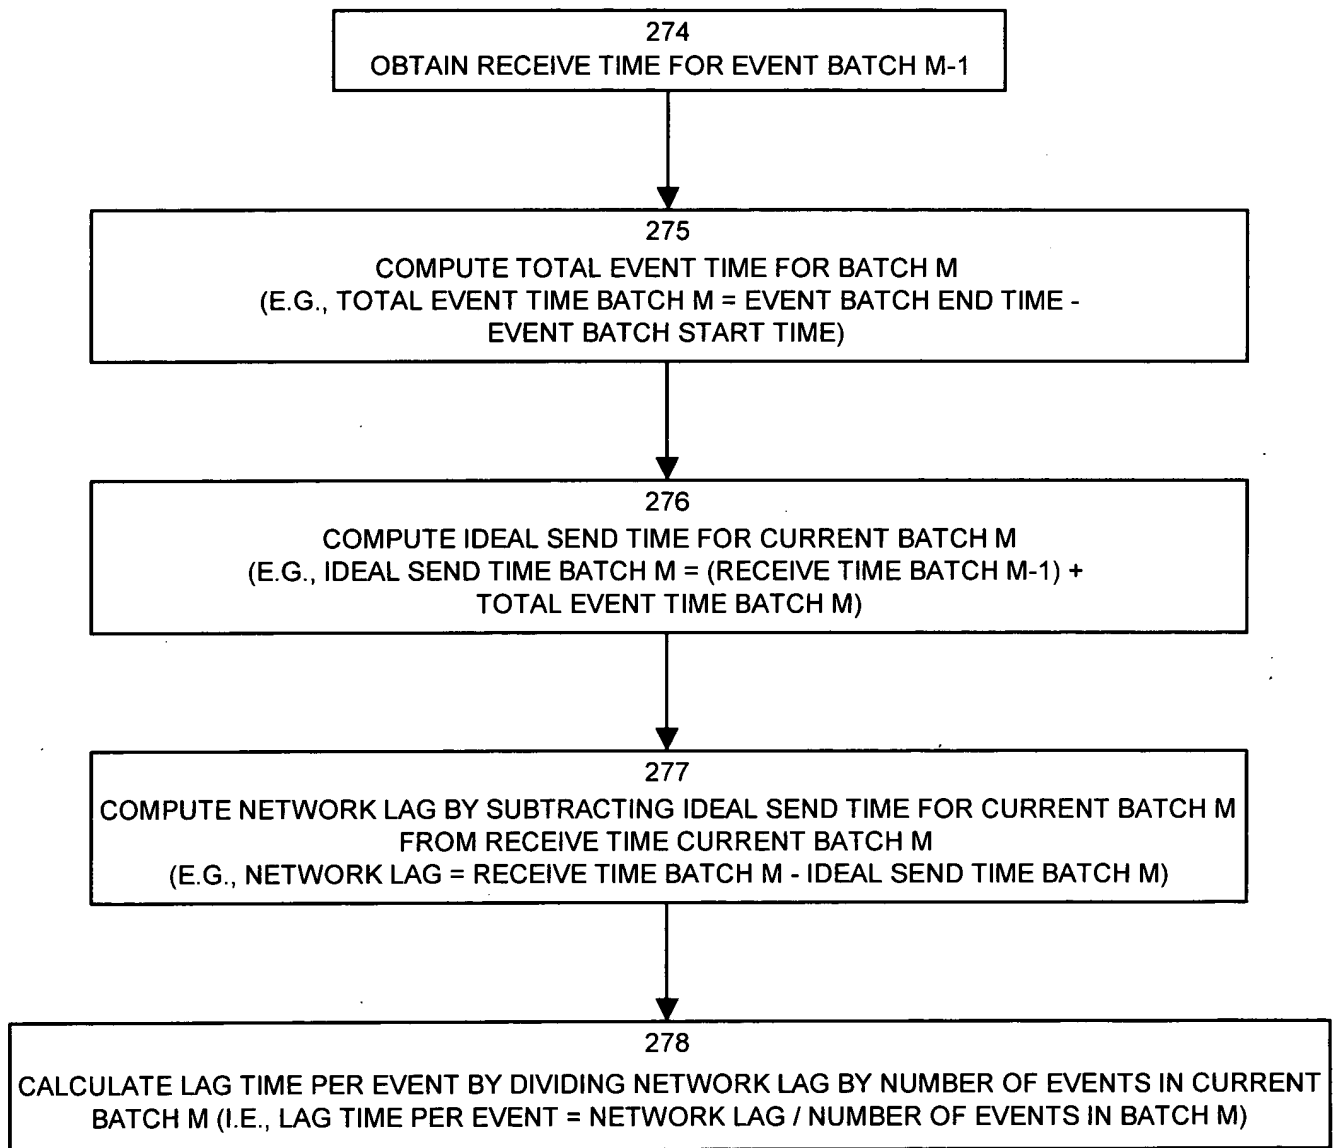 274
OBTAIN RECEIVE TIME FOR EVENT BATCH M-1
275
COMPUTE TOTAL EVENT TIME FOR BATCH M
(E.G., TOTAL EVENT TIME BATCH M = EVENT BATCH END TIME -
EVENT BATCH START TIME)
276
COMPUTE IDEAL SEND TIME FOR CURRENT BATCH M
(E.G., IDEAL SEND TIME BATCH M = (RECEIVE TIME BATCH M-1) +
TOTAL EVENT TIME BATCH M)
277
COMPUTE NETWORK LAG BY SUBTRACTING IDEAL SEND TIME FOR CURRENT BATCH M
FROM RECEIVE TIME CURRENT BATCH M
(E.G., NETWORK LAG = RECEIVE TIME BATCH M - IDEAL SEND TIME BATCH M)
278
CALCULATE LAG TIME PER EVENT BY DIVIDING NETWORK LAG BY NUMBER OF EVENTS IN CURRENT
BATCH M (I.E., LAG TIME PER EVENT = NETWORK LAG / NUMBER OF EVENTS IN BATCH M)